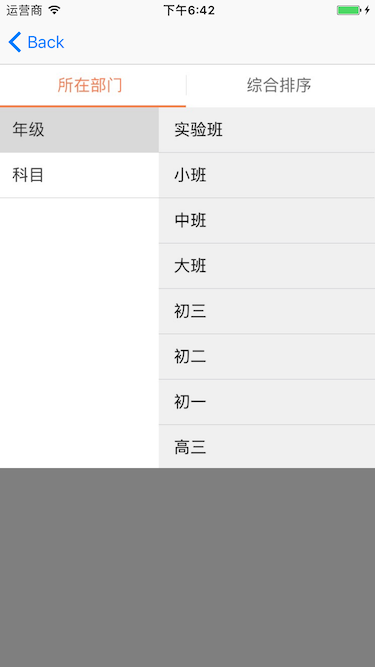 运营商 下午6:42
Back
所在部门 综合排序
年级 实验班
科目 小班
中班
大班
初三
初二
初一
高三